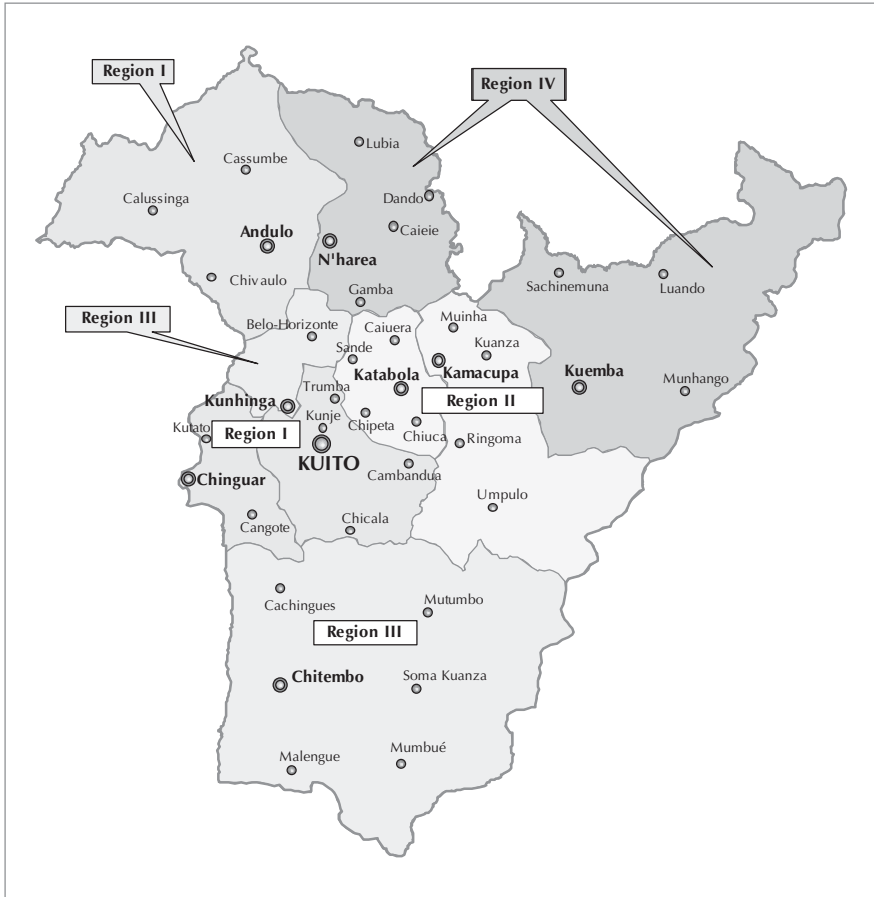 Region I
Region IV
Lubia
Cassumbe
Dando
Calussinga
Caieie
Andulo
N'harea
Chivaulo
Sachinemuna
Luando
Gamba
Region III
Belo-Horizonte
Caiuera
Muinha
Sande
Kuanza
Katabola
Kamacupa
Kuemba
Munhango
Trumba
Kunhinga
Region II
Kunje
Chipeta
Kutato
Region I
Chiuca
Ringoma
KUITO
Chinguar
Cambandua
Umpulo
Cangote
Chicala
Cachingues
Mutumbo
Region III
Chitembo
Soma Kuanza
Malengue
Mumbué